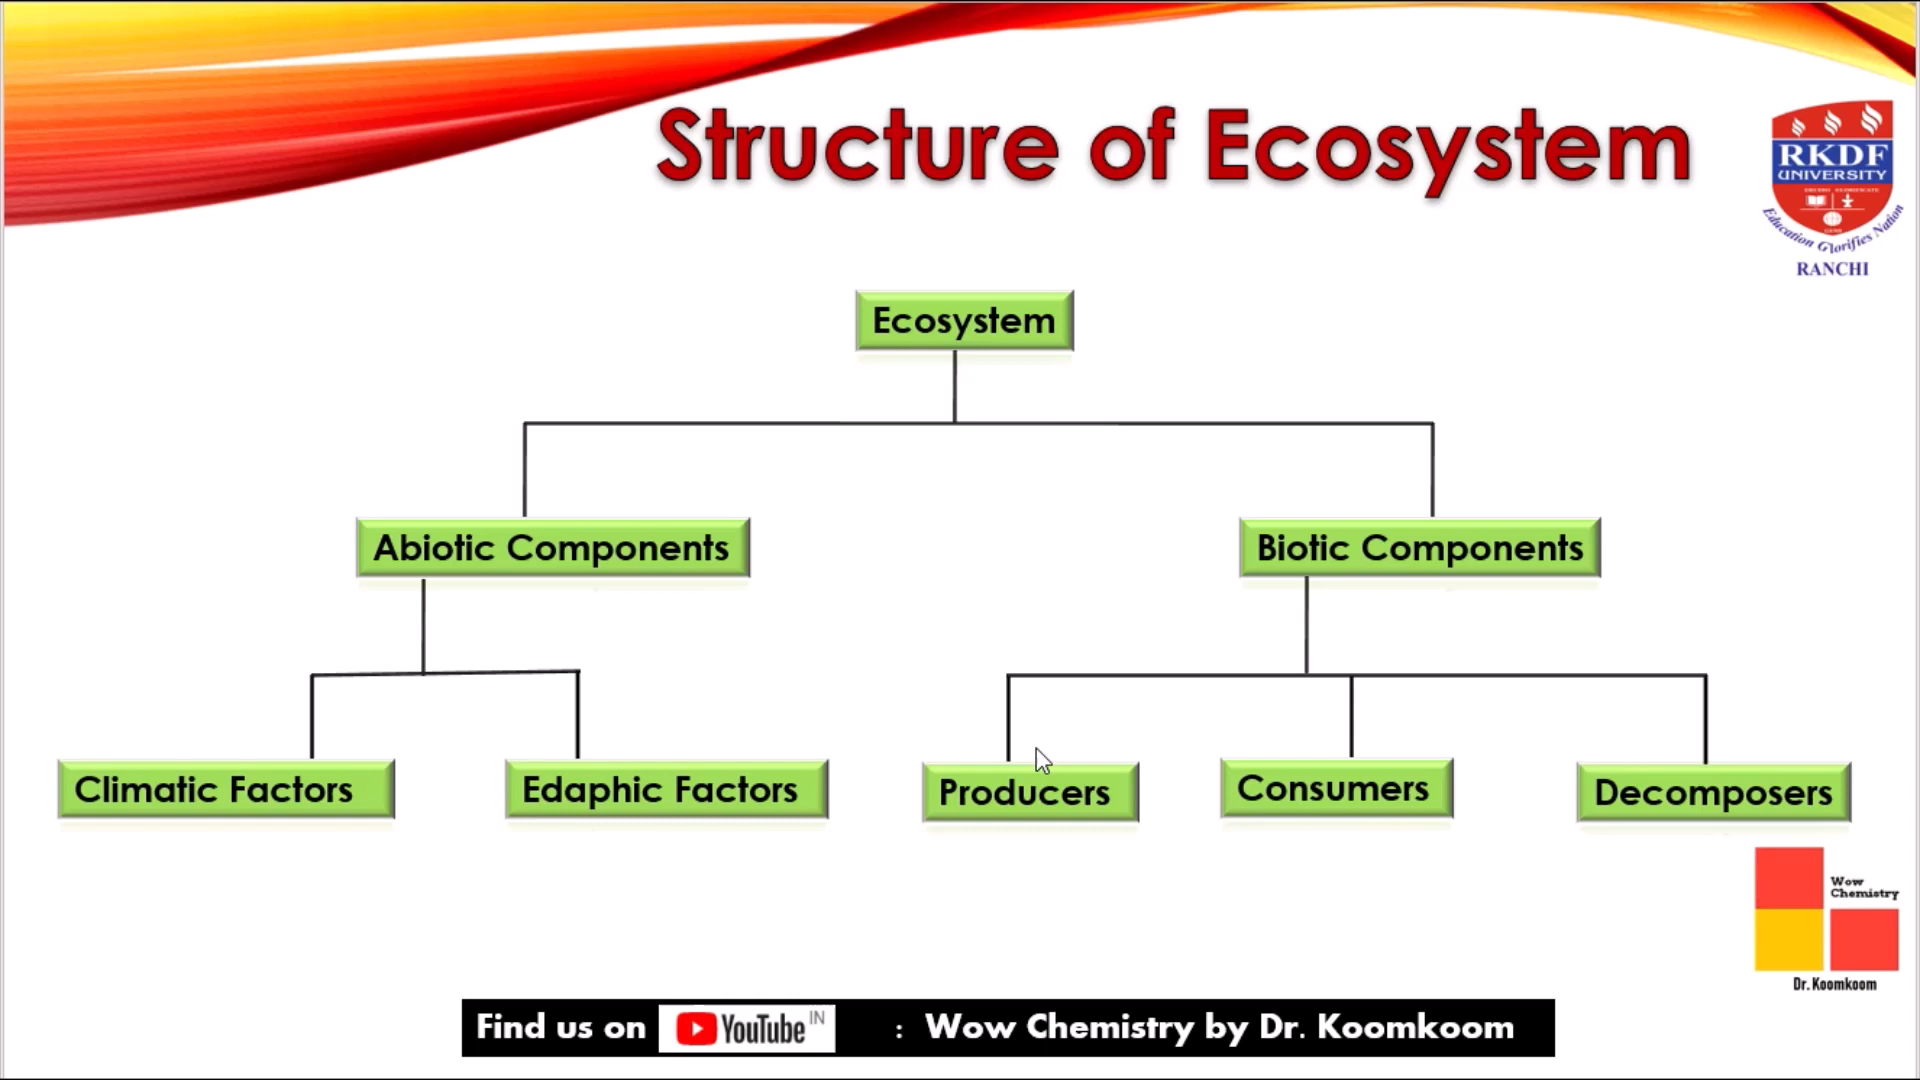 Structure of Ecosystem
RKDF
UNIVERSITY
Education Glorifies Nation
RANCHI
Ecosystem
Abiotic Components
Biotic Components
Climatic Factors
Edaphic Factors
Producers
Consumers
Decomposers
Wow
Chemistry
Dr. Koomkoom
Find us on YouTube IN : Wow Chemistry by Dr. Koomkoom